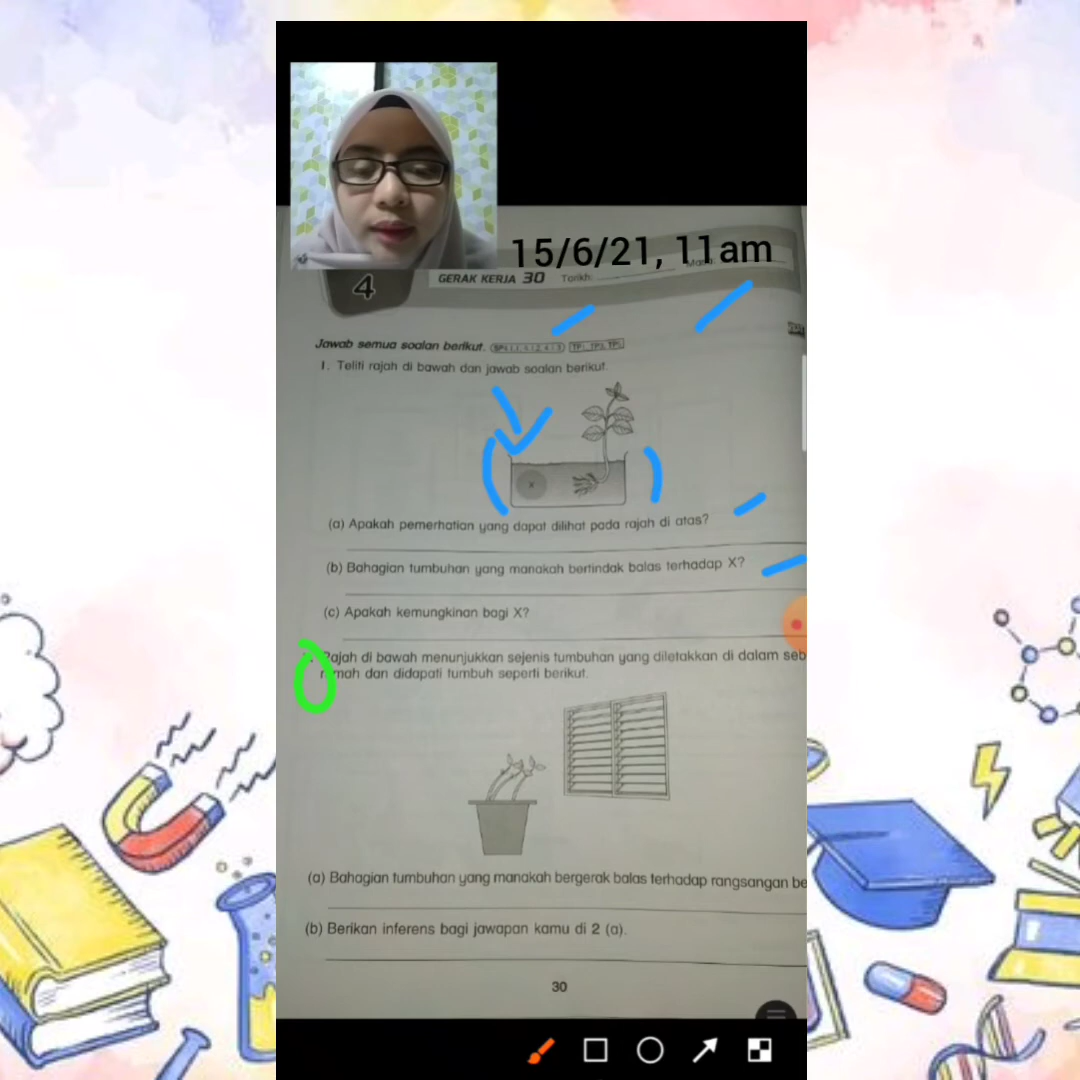 15/6/21, 11am
4
GERAK KERJA 30 Tarikh: Masa:
Jawab semua soalan berikut.
1. Teliti rajah di bawah dan jawab soalan berikut.
X
(a) Apakah pemerhatian yang dapat dilihat pada rajah di atas?
(b) Bahagian tumbuhan yang manakah bertindak balas terhadap X?
(c) Apakah kemungkinan bagi X?
Rajah di bawah menunjukkan sejenis tumbuhan yang diletakkan di dalam seb
rumah dan didapati tumbuh seperti berikut.
(a) Bahagian tumbuhan yang manakah bergerak balas terhadap rangsangan be
(b) Berikan inferens bagi jawapan kamu di 2 (a).
30